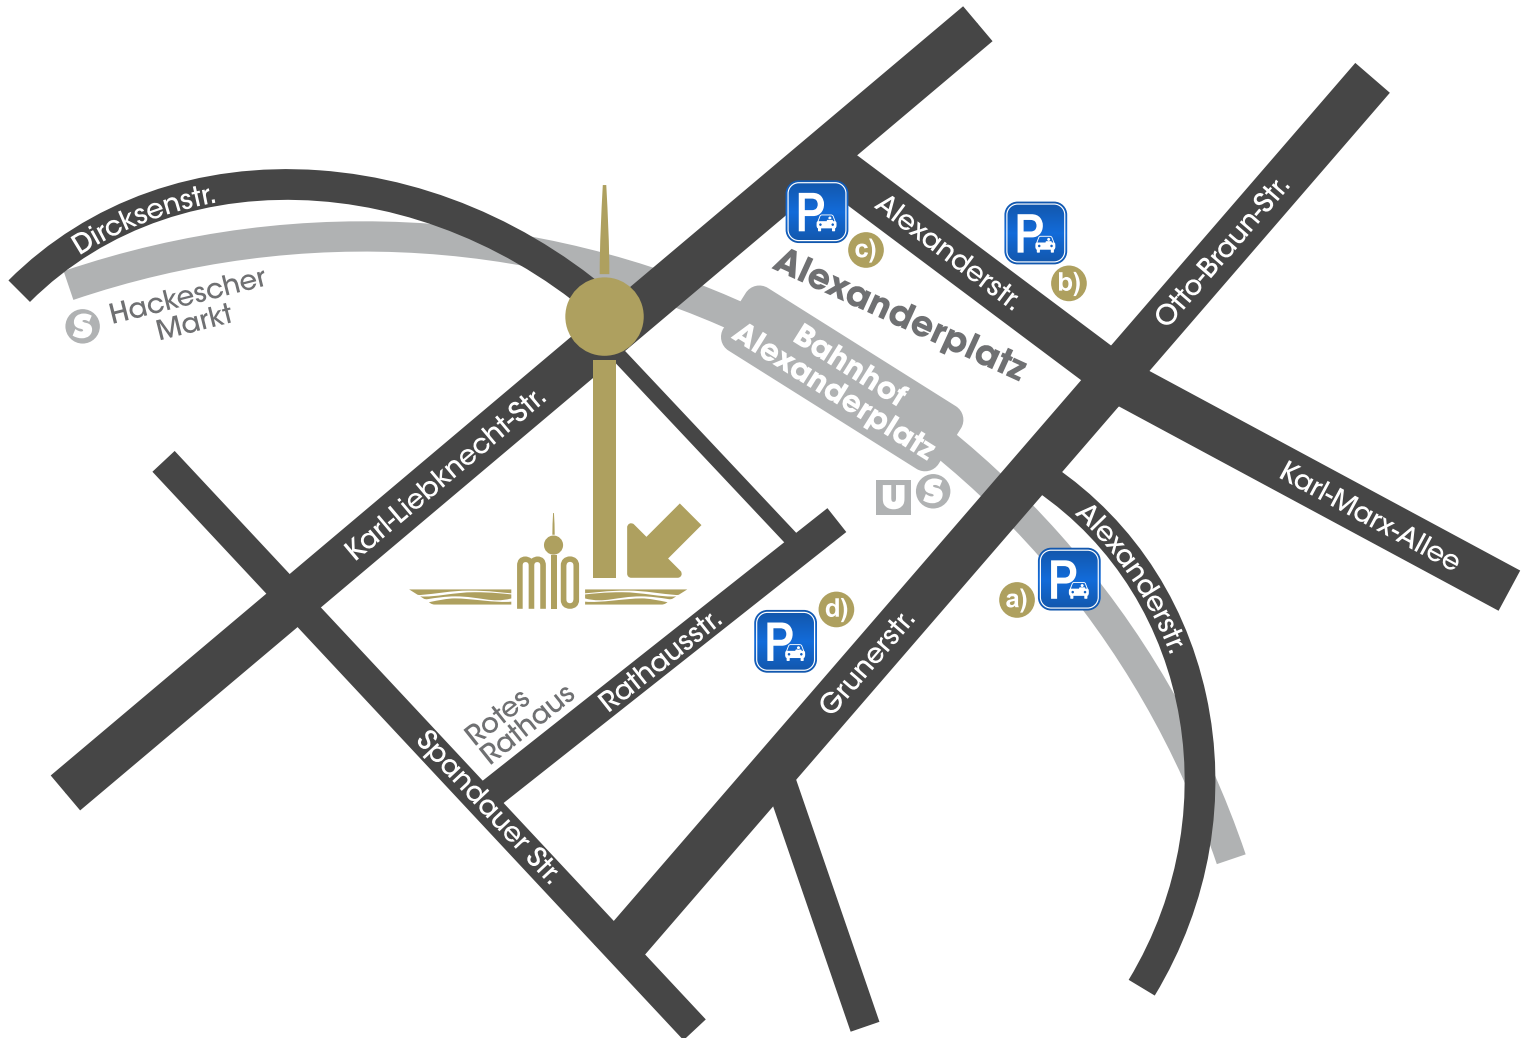 Dircksenstr.
S
Hackescher
Markt
P
c)
Alexanderstr.
P
b)
Otto-Braun-Str.
Alexanderplatz
Bahnhof
Alexanderplatz
U
S
Karl-Liebknecht-Str.
Karl-Marx-Allee
Alexanderstr.
P
a)
mio
P
d)
Rathausstr.
Grunerstr.
Rotes
Rathaus
Spandauer Str.